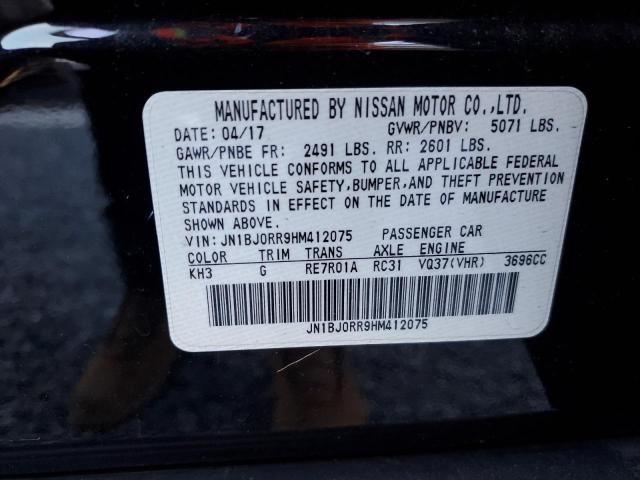 MANUFACTURED BY NISSAN MOTOR CO.,LTD.
DATE: 04/17 GVWR/PNBV: 5071 LBS.
GAWR/PNBE FR: 2491 LBS. RR: 2601 LBS.
THIS VEHICLE CONFORMS TO ALL APPLICABLE FEDERAL
MOTOR VEHICLE SAFETY,BUMPER,AND THEFT PREVENTION
STANDARDS IN EFFECT ON THE DATE OF MANUFACTURE
SHOWN ABOVE.
VIN: JN1BJ0RR9HM412075 PASSENGER CAR
COLOR TRIM TRANS AXLE ENGINE
KH3 G RE7R01A RC31 VQ37(VHR) 3696CC
JN1BJ0RR9HM412075